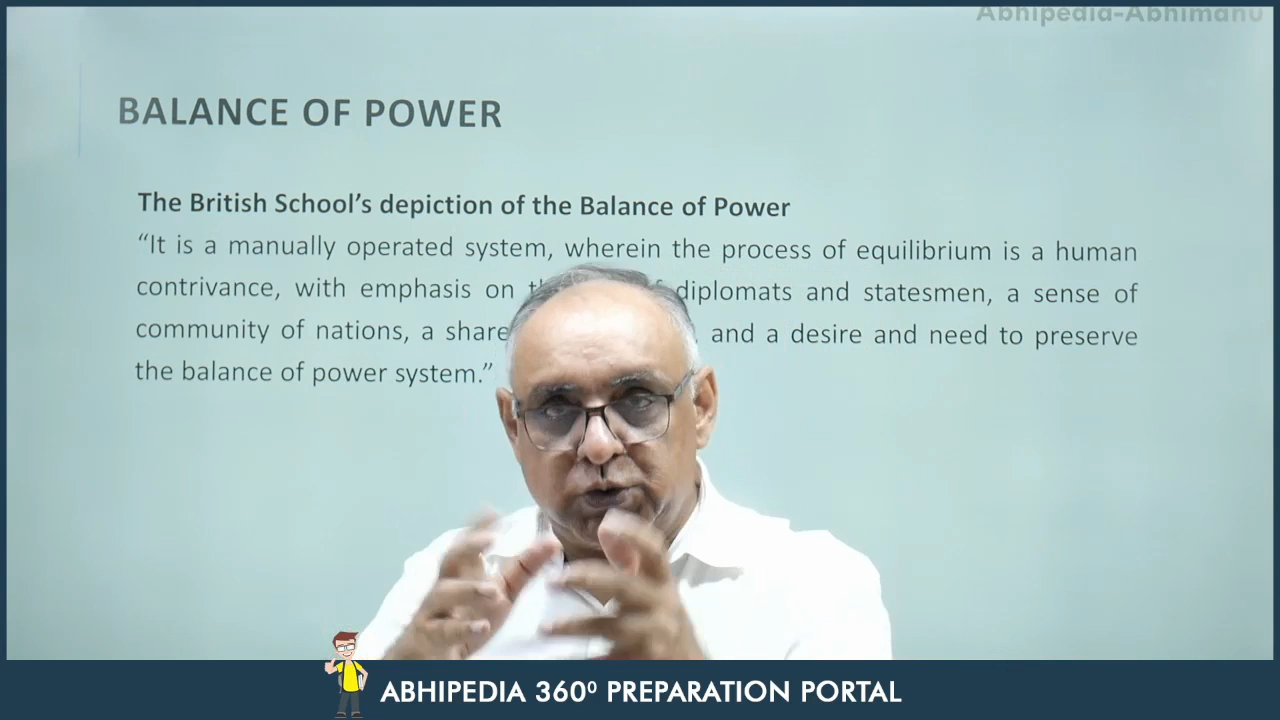 Abhipedia-Abhimanu
BALANCE OF POWER
The British School’s depiction of the Balance of Power
“It is a manually operated system, wherein the process of equilibrium is a human
contrivance, with emphasis on diplomats and statesmen, a sense of
community of nations, a and a desire and need to preserve
the balance of power system.”
ABHIPEDIA 360⁰ PREPARATION PORTAL